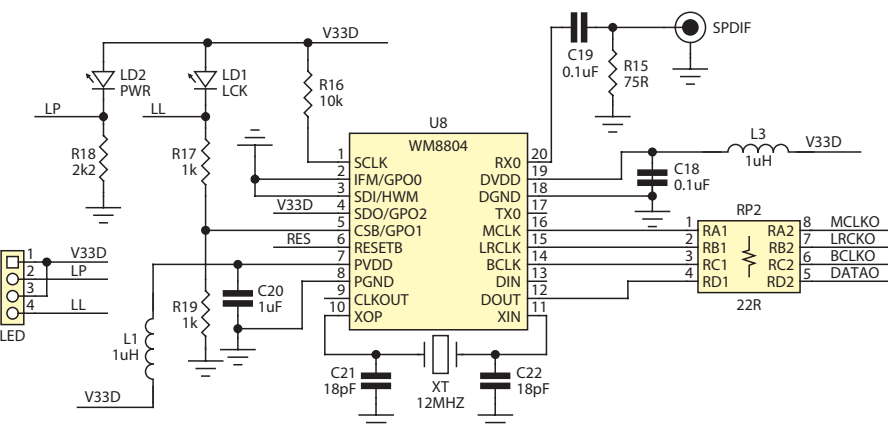 V33D
SPDIF
C19
0.1uF
R15
75R
LD2
PWR
LD1
LCK
R16
10k
LP
LL
U8
WM8804
R18
2k2
R17
1k
L3
1uH
V33D
C18
0.1uF
1 SCLK RX0 20
2 IFM/GPO0 DVDD 19
3 SDI/HWM DGND 18
V33D 4 SDO/GPO2 TX0 17
5 CSB/GPO1 MCLK 16
RES 6 RESETB LRCLK 15
7 PVDD BCLK 14
8 PGND DIN 13
9 CLKOUT DOUT 12
10 XOP XIN 11
RP2
1 RA1 RA2 8 MCLKO
2 RB1 RB2 7 LRCKO
3 RC1 RC2 6 BCLKO
4 RD1 RD2 5 DATAO
22R
1 V33D
2 LP
3
4 LL
LED
C20
1uF
R19
1k
L1
1uH
V33D
C21
18pF
XT
12MHZ
C22
18pF